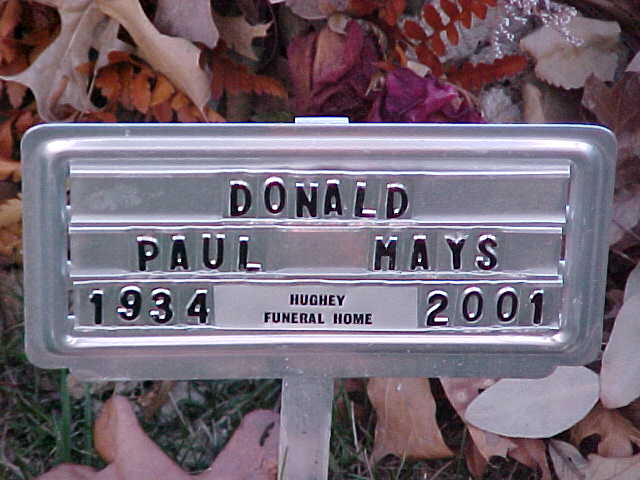 DONALD
PAUL MAYS
1934 HUGHEY FUNERAL HOME 2001